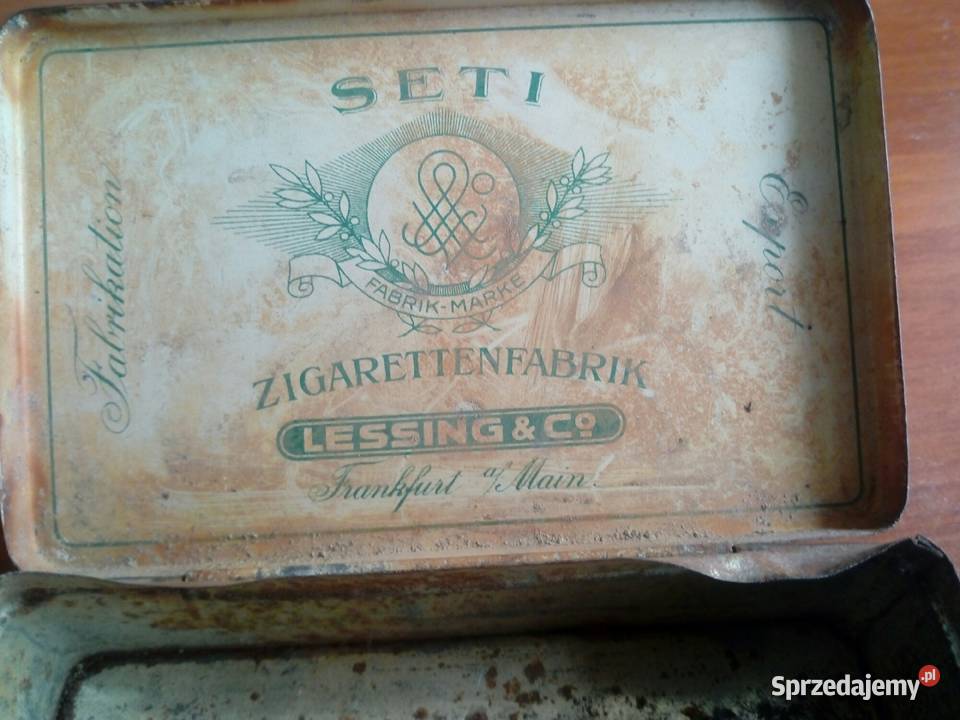 SETI
Fabrikation
Export
FABRIK-MARKE
ZIGARETTENFABRIK
LESSING & Cº
Frankfurt a/Main.
Sprzedajemy.pl